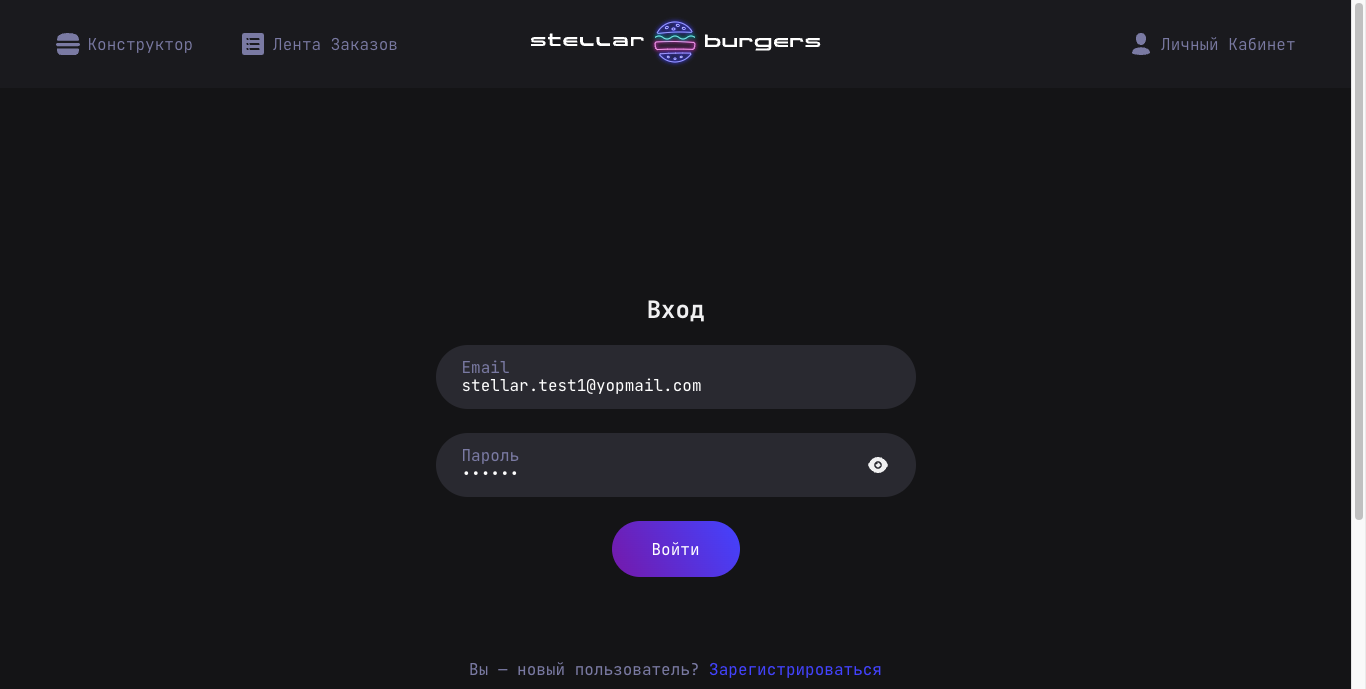 Конструктор
Лента Заказов
stellar burgers
Личный Кабинет
Вход
Email
stellar.test1@yopmail.com
Пароль
••••••
Войти
Вы — новый пользователь? Зарегистрироваться